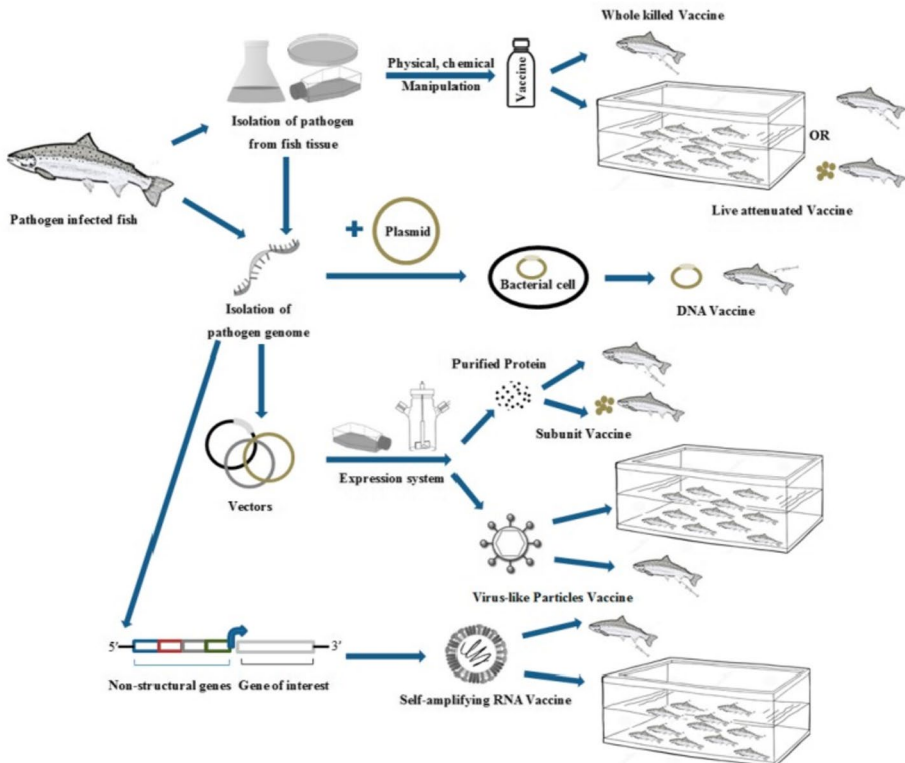 Whole killed Vaccine
Physical, chemical
Manipulation
Vaccine
Isolation of pathogen
from fish tissue
OR
Pathogen infected fish
Live attenuated Vaccine
+
Plasmid
Bacterial cell
Isolation of
pathogen genome
DNA Vaccine
Purified Protein
Subunit Vaccine
Expression system
Vectors
Virus-like Particles Vaccine
5'
3'
Non-structural genes
Gene of interest
Self-amplifying RNA Vaccine